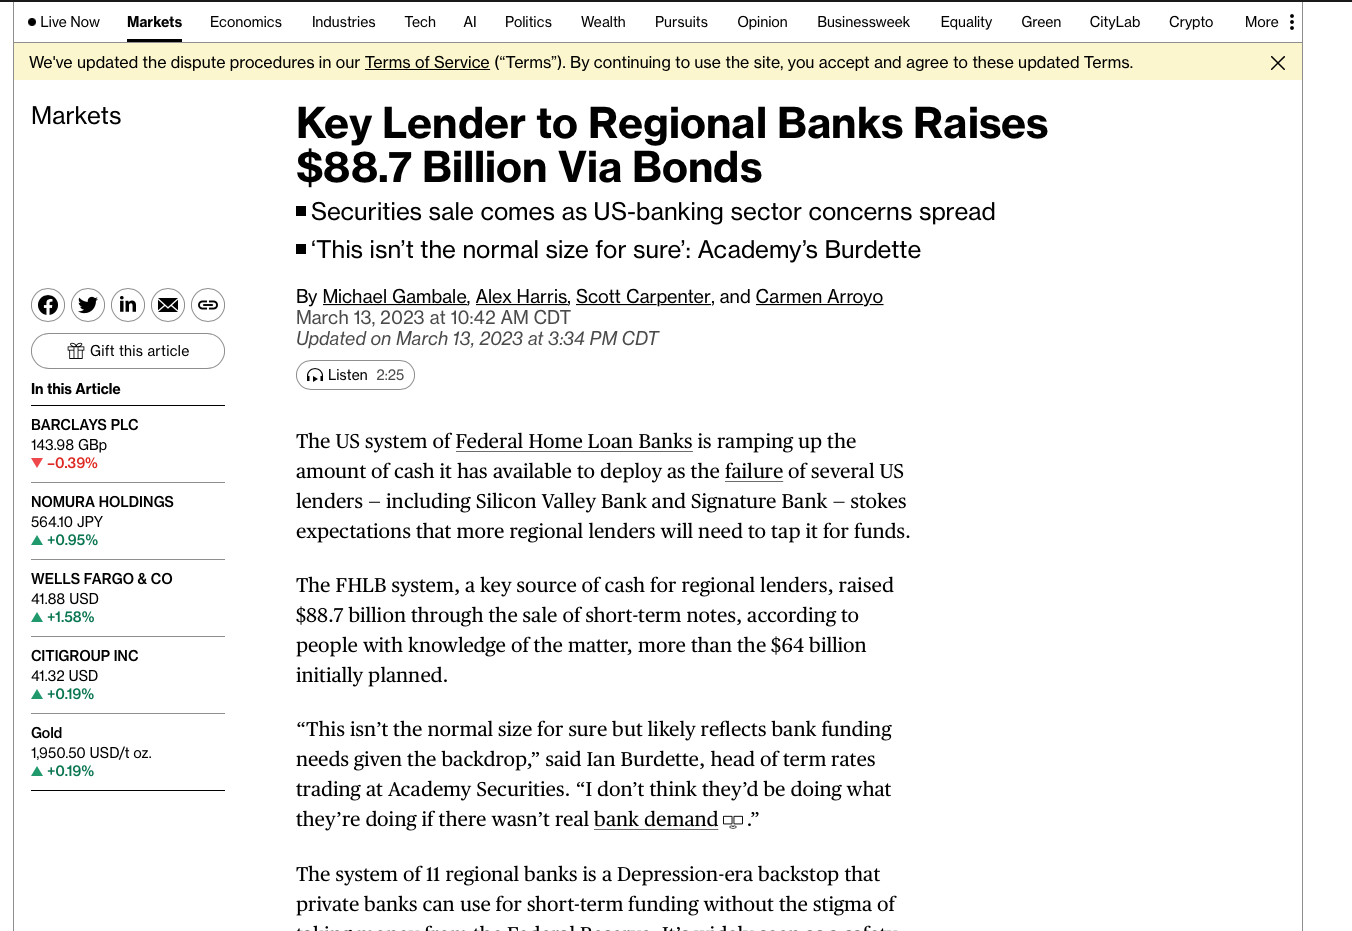 Live Now Markets Economics Industries Tech AI Politics Wealth Pursuits Opinion Businessweek Equality Green CityLab Crypto More
We've updated the dispute procedures in our Terms of Service (“Terms”). By continuing to use the site, you accept and agree to these updated Terms.
Markets
Key Lender to Regional Banks Raises
$88.7 Billion Via Bonds
Securities sale comes as US-banking sector concerns spread
‘This isn’t the normal size for sure’: Academy’s Burdette
By Michael Gambale, Alex Harris, Scott Carpenter, and Carmen Arroyo
March 13, 2023 at 10:42 AM CDT
Updated on March 13, 2023 at 3:34 PM CDT
Listen 2:25
Gift this article
In this Article
BARCLAYS PLC
143.98 GBp
▼ –0.39%
NOMURA HOLDINGS
564.10 JPY
▲ +0.95%
WELLS FARGO & CO
41.88 USD
▲ +1.58%
CITIGROUP INC
41.32 USD
▲ +0.19%
Gold
1,950.50 USD/t oz.
▲ +0.19%
The US system of Federal Home Loan Banks is ramping up the
amount of cash it has available to deploy as the failure of several US
lenders — including Silicon Valley Bank and Signature Bank — stokes
expectations that more regional lenders will need to tap it for funds.
The FHLB system, a key source of cash for regional lenders, raised
$88.7 billion through the sale of short-term notes, according to
people with knowledge of the matter, more than the $64 billion
initially planned.
“This isn’t the normal size for sure but likely reflects bank funding
needs given the backdrop,” said Ian Burdette, head of term rates
trading at Academy Securities. “I don’t think they’d be doing what
they’re doing if there wasn’t real bank demand .”
The system of 11 regional banks is a Depression-era backstop that
private banks can use for short-term funding without the stigma of
taking money from the Federal Reserve. It’s widely seen as a safety